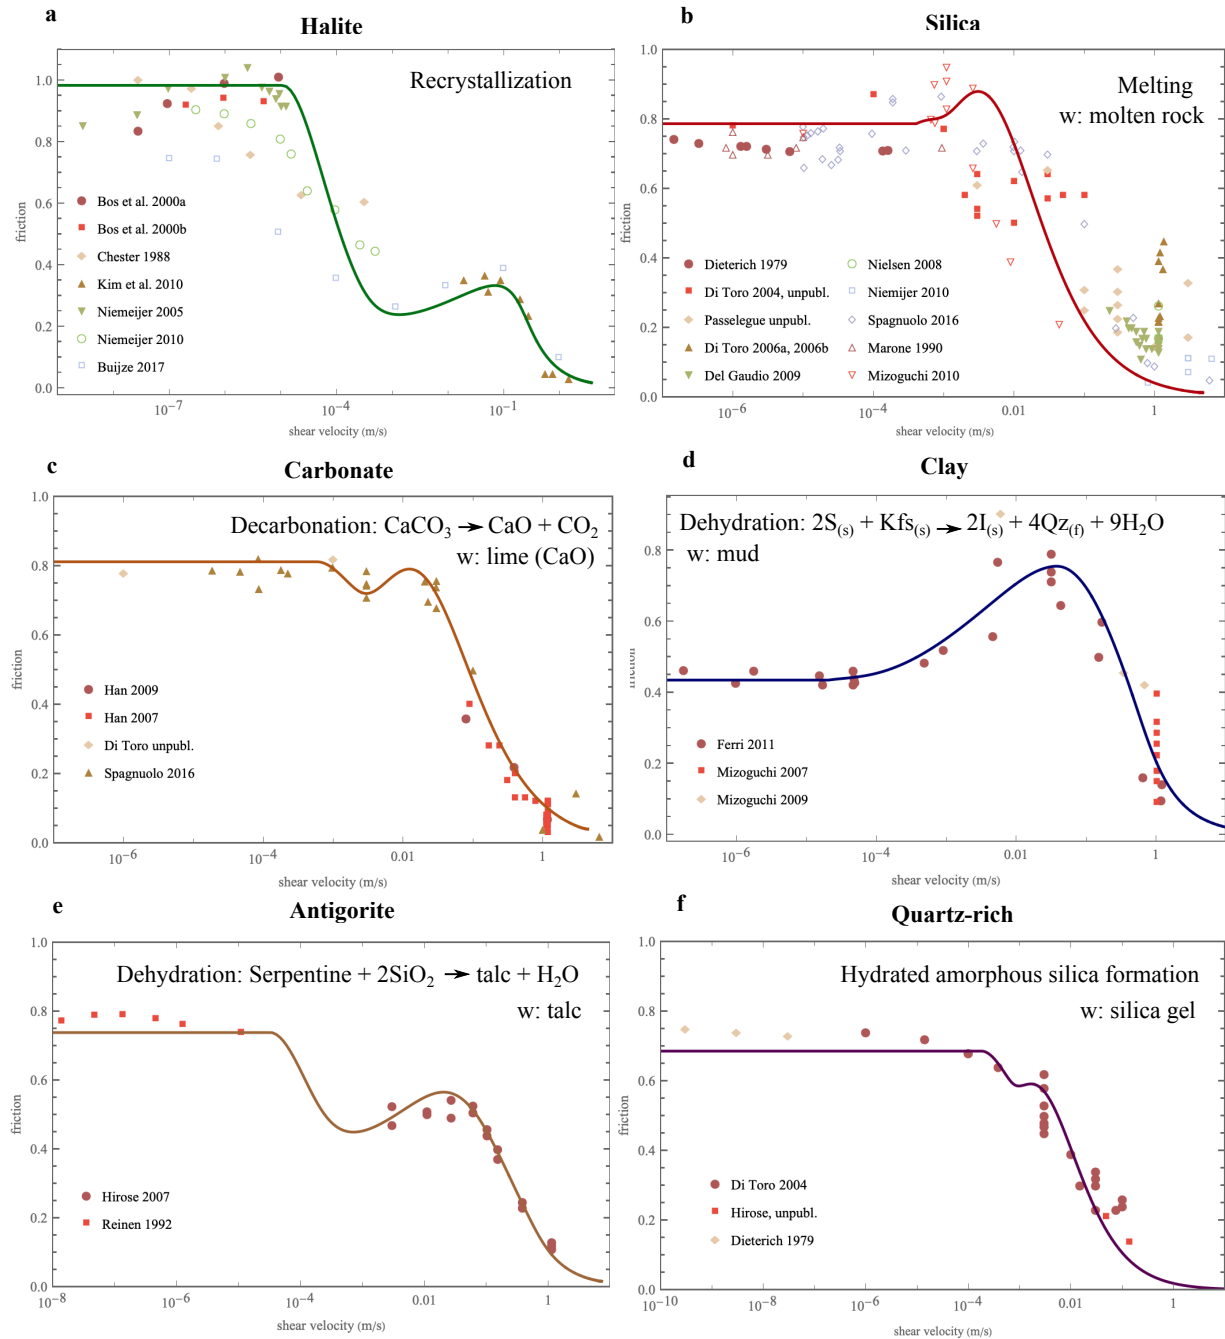 a
Halite
Recrystallization
friction
1.0
0.8
0.6
0.4
0.2
0.0
Bos et al. 2000a
Bos et al. 2000b
Chester 1988
Kim et al. 2010
Niemeijer 2005
Niemeijer 2010
Buijze 2017
10⁻⁷
10⁻⁴
10⁻¹
shear velocity (m/s)
b
Silica
Melting
w: molten rock
friction
1.0
0.8
0.6
0.4
0.2
0.0
Dieterich 1979
Di Toro 2004, unpubl.
Passelegue unpubl.
Di Toro 2006a, 2006b
Del Gaudio 2009
Nielsen 2008
Niemijer 2010
Spagnuolo 2016
Marone 1990
Mizoguchi 2010
10⁻⁶
10⁻⁴
0.01
1
shear velocity (m/s)
c
Carbonate
Decarbonation: CaCO₃ → CaO + CO₂
w: lime (CaO)
friction
1.0
0.8
0.6
0.4
0.2
0.0
Han 2009
Han 2007
Di Toro unpubl.
Spagnuolo 2016
10⁻⁶
10⁻⁴
0.01
1
shear velocity (m/s)
d
Clay
Dehydration: 2S₍ₛ₎ + Kfs₍ₛ₎ → 2I₍ₛ₎ + 4Qz(f) + 9H₂O
w: mud
friction
0.8
0.6
0.4
0.2
0.0
Ferri 2011
Mizoguchi 2007
Mizoguchi 2009
10⁻⁶
10⁻⁴
0.01
1
shear velocity (m/s)
e
Antigorite
Dehydration: Serpentine + 2SiO₂ → talc + H₂O
w: talc
friction
1.0
0.8
0.6
0.4
0.2
0.0
Hirose 2007
Reinen 1992
10⁻⁸
10⁻⁶
10⁻⁴
0.01
1
shear velocity (m/s)
f
Quartz-rich
Hydrated amorphous silica formation
w: silica gel
friction
1.0
0.8
0.6
0.4
0.2
0.0
Di Toro 2004
Hirose, unpubl.
Dieterich 1979
10⁻¹⁰
10⁻⁸
10⁻⁶
10⁻⁴
0.01
1
shear velocity (m/s)